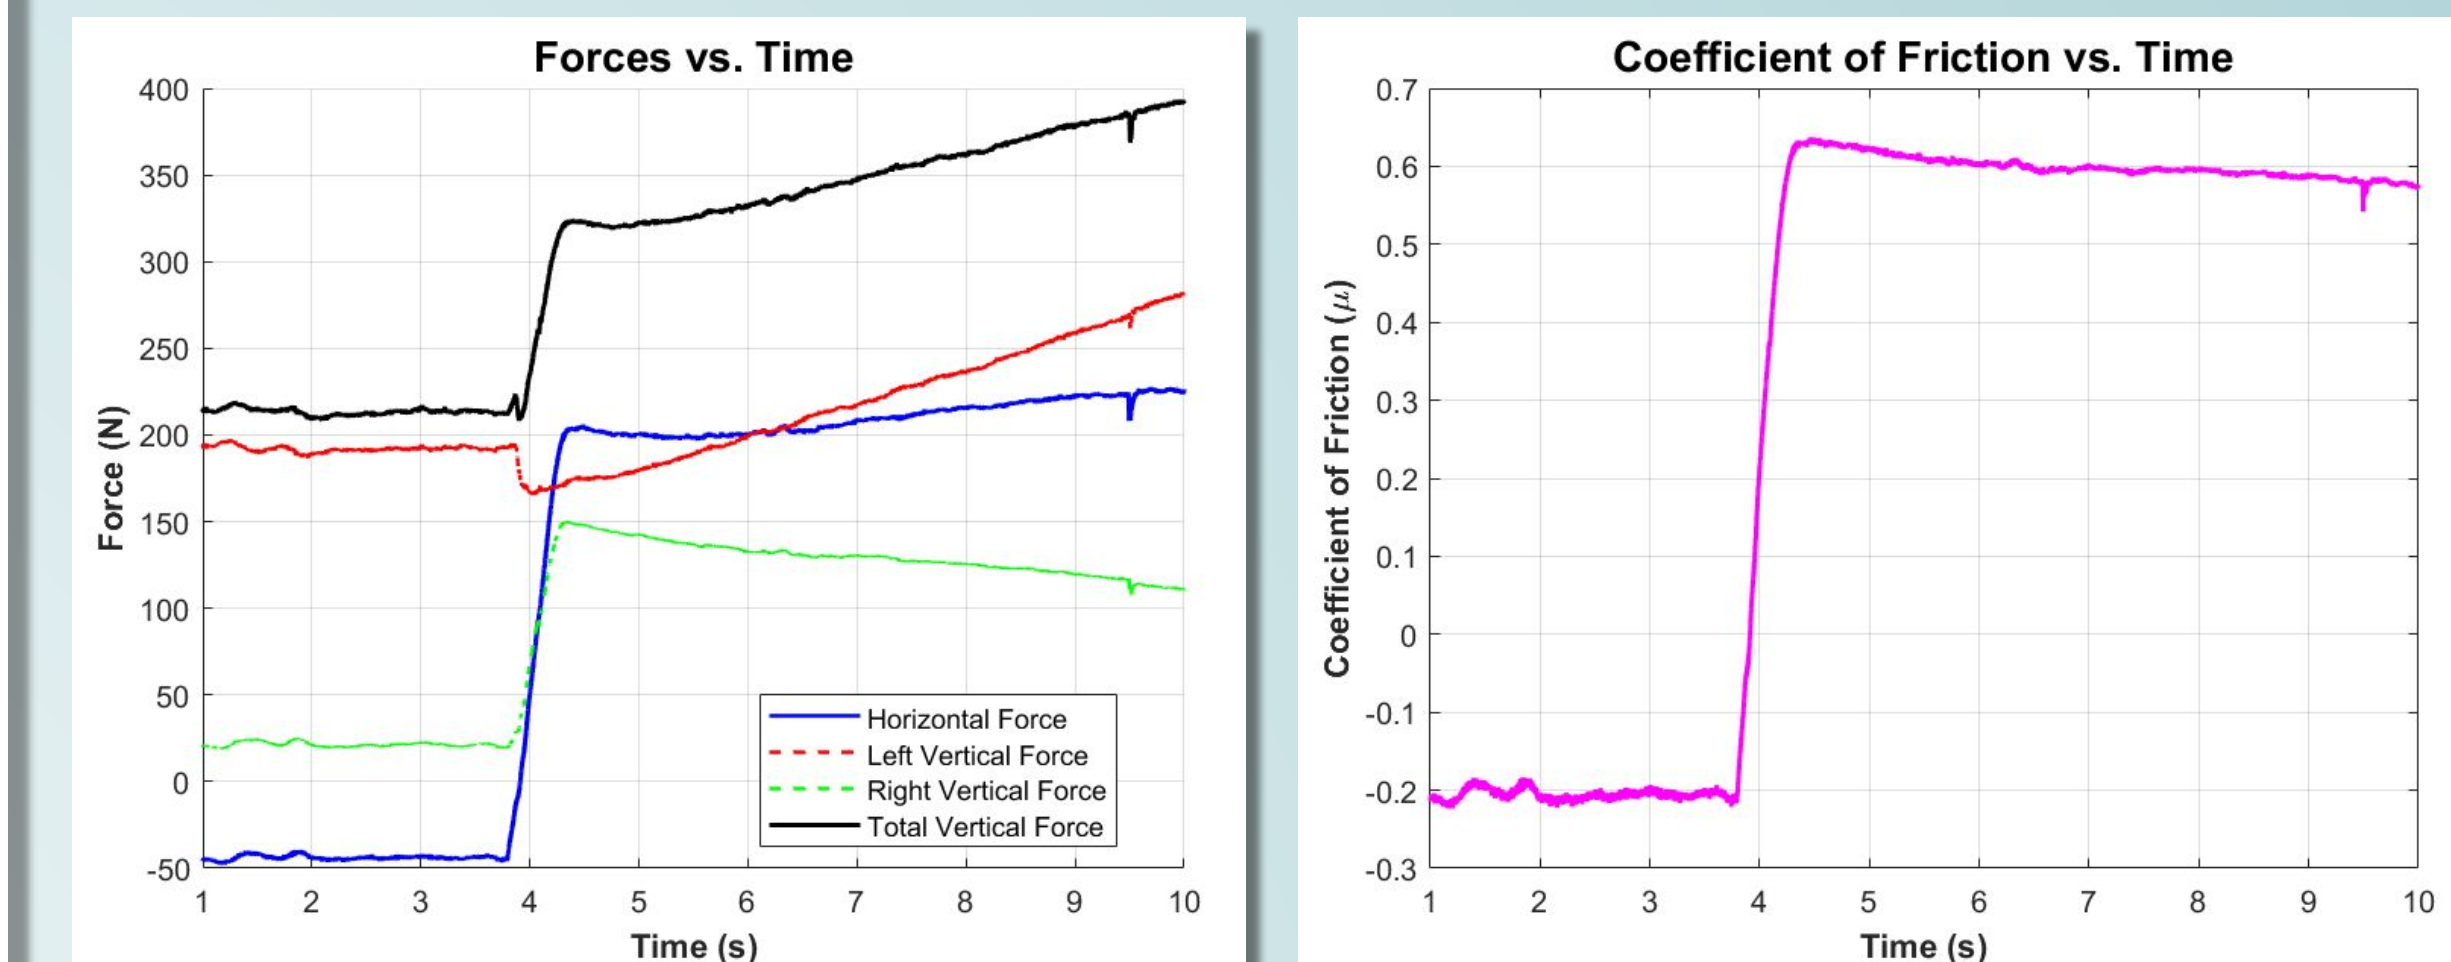 Forces vs. Time
400
350
300
250
200
150
100
50
0
-50
Force (N)
1 2 3 4 5 6 7 8 9 10
Time (s)
Horizontal Force
Left Vertical Force
Right Vertical Force
Total Vertical Force
Coefficient of Friction vs. Time
0.7
0.6
0.5
0.4
0.3
0.2
0.1
0
-0.1
-0.2
-0.3
Coefficient of Friction (μ)
1 2 3 4 5 6 7 8 9 10
Time (s)